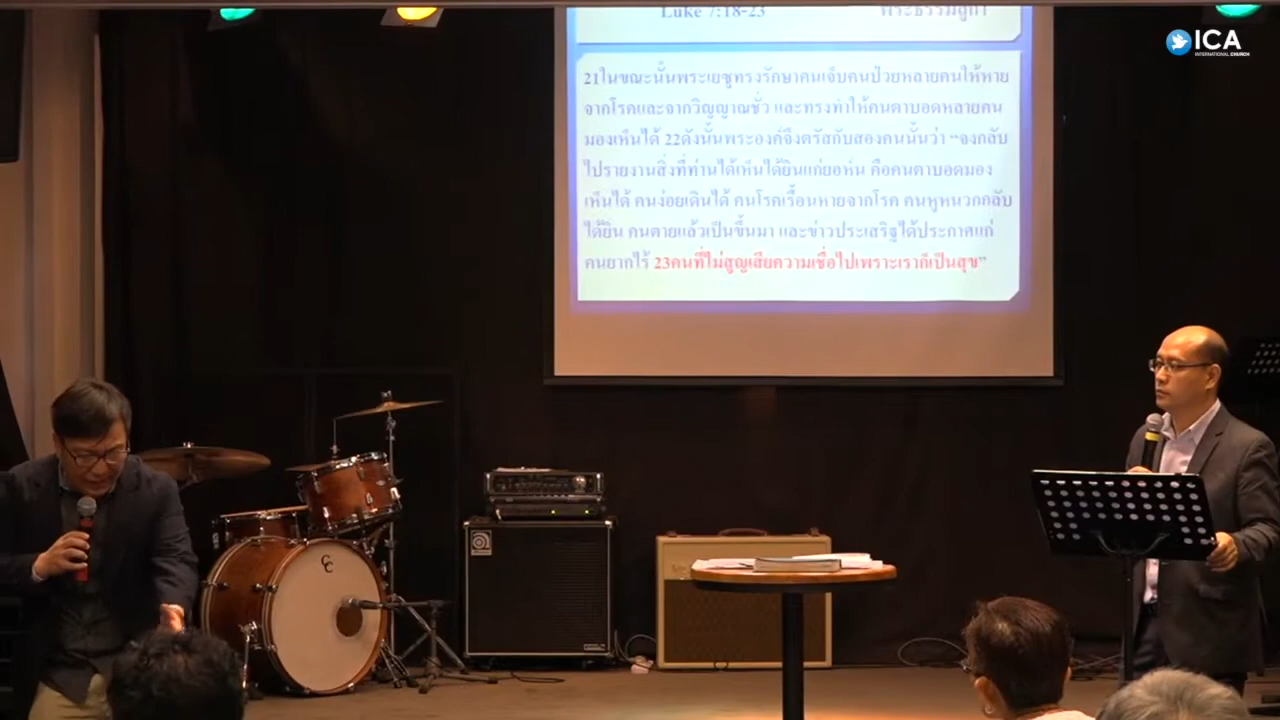 Luke 7:18-23 พระธรรมลูกา
21ในขณะนั้นพระเยซูทรงรักษาคนเจ็บคนป่วยหลายคนให้หาย
จากโรคและจากวิญญาณชั่ว และทรงทำให้คนตาบอดหลายคน
มองเห็นได้ 22ดังนั้นพระองค์จึงตรัสกับสองคนนั้นว่า “จงกลับ
ไปรายงานสิ่งที่ท่านได้เห็นได้ยินแก่ยอห์น คือคนตาบอดมอง
เห็นได้ คนง่อยเดินได้ คนโรคเรื้อนหายจากโรค คนหูหนวกกลับ
ได้ยิน คนตายแล้วเป็นขึ้นมา และข่าวประเสริฐได้ประกาศแก่
คนยากไร้ 23คนที่ไม่สูญเสียความเชื่อไปเพราะเราก็เป็นสุข”
ICA
INTERNATIONAL CHURCH
CC